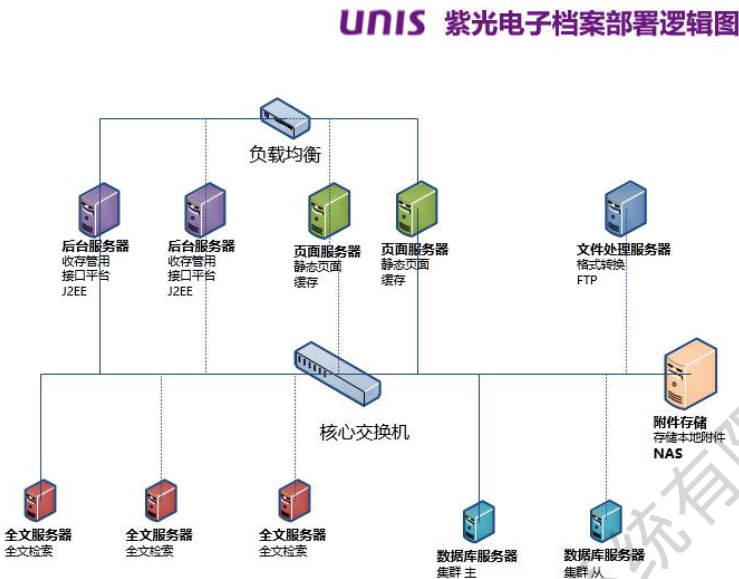 UNIS 紫光电子档案部署逻辑图
负载均衡
后台服务器
收存管用
接口平台
J2EE
后台服务器
收存管用
接口平台
J2EE
页面服务器
静态页面
缓存
页面服务器
静态页面
缓存
文件处理服务器
格式转换
FTP
核心交换机
附件存储
存储本地附件
NAS
全文服务器
全文检索
全文服务器
全文检索
全文服务器
全文检索
数据库服务器
集群 主
数据库服务器
集群 从
统有限